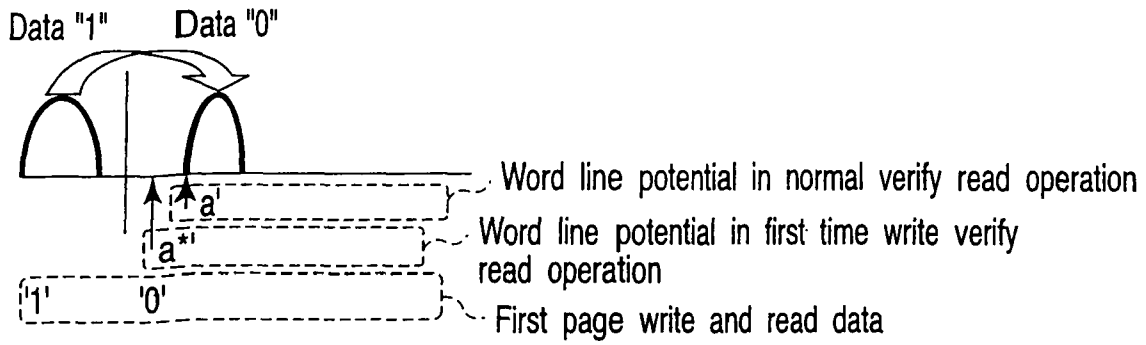 Data "1" Data "0"
a' Word line potential in normal verify read operation
a*' Word line potential in first time write verify
read operation
'1' '0' First page write and read data